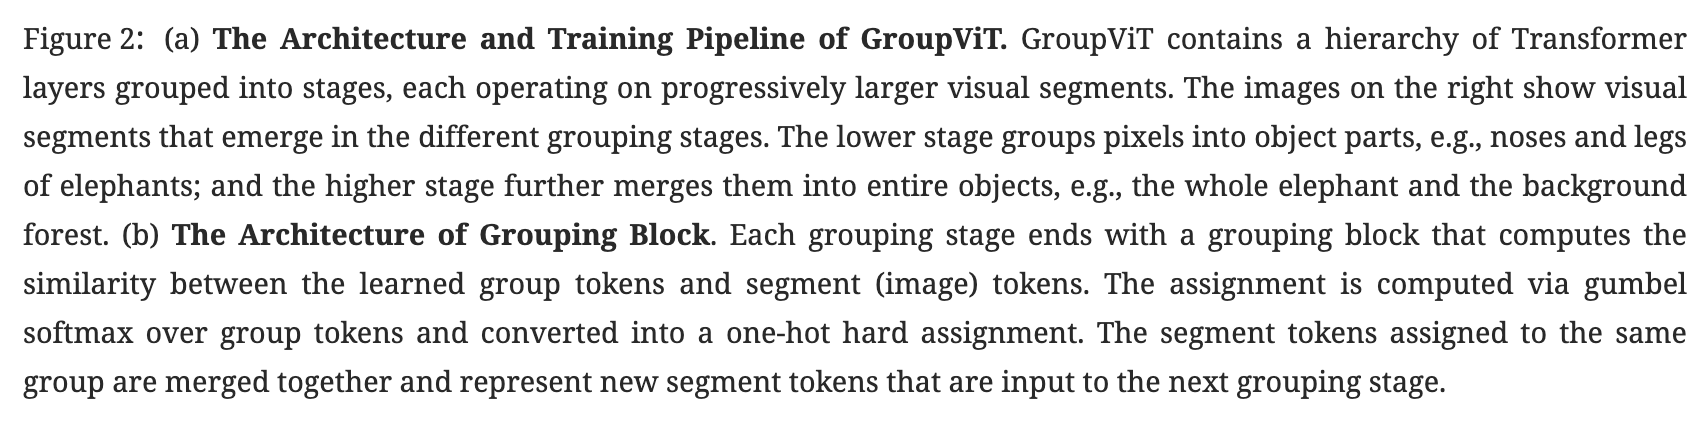 Figure 2: (a) The Architecture and Training Pipeline of GroupViT. GroupViT contains a hierarchy of Transformer
layers grouped into stages, each operating on progressively larger visual segments. The images on the right show visual
segments that emerge in the different grouping stages. The lower stage groups pixels into object parts, e.g., noses and legs
of elephants; and the higher stage further merges them into entire objects, e.g., the whole elephant and the background
forest. (b) The Architecture of Grouping Block. Each grouping stage ends with a grouping block that computes the
similarity between the learned group tokens and segment (image) tokens. The assignment is computed via gumbel
softmax over group tokens and converted into a one-hot hard assignment. The segment tokens assigned to the same
group are merged together and represent new segment tokens that are input to the next grouping stage.